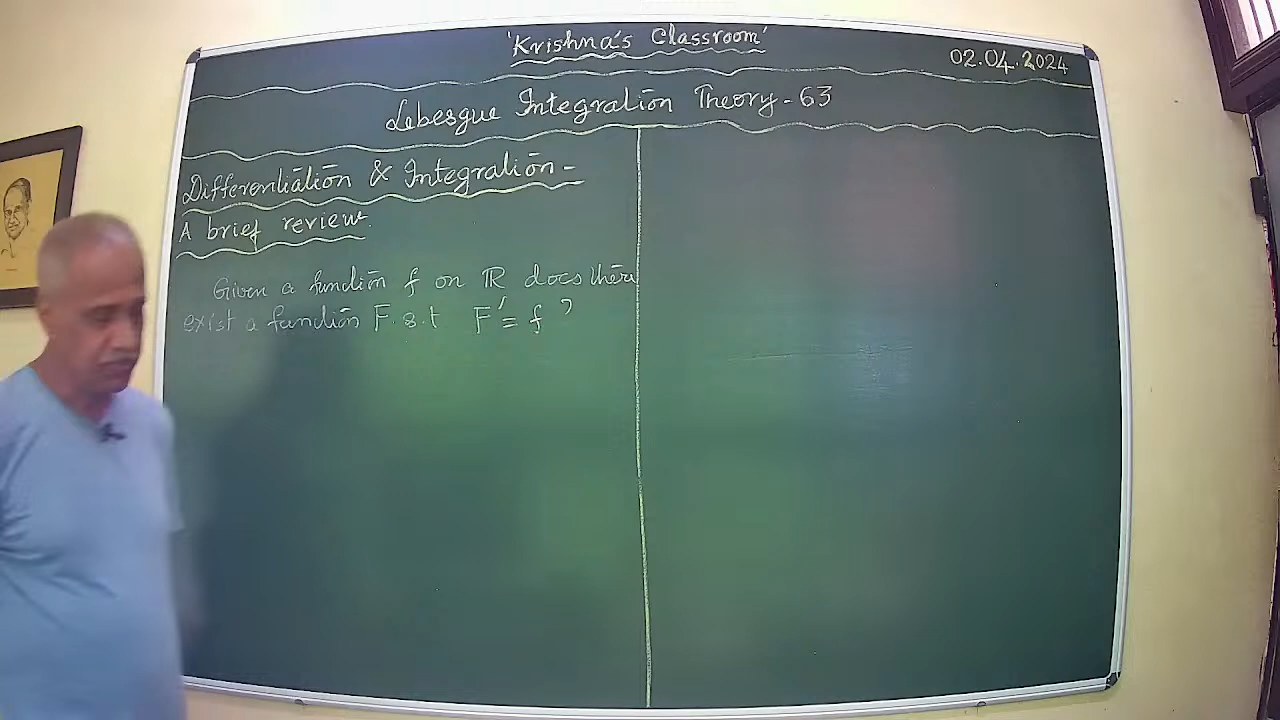 'Krishna's Classroom'
02.04.2024
Lebesgue Integration Theory - 63
Differentiation & Integration -
A brief review.
Given a function f on ℝ does there
exist a function F s.t F' = f ?